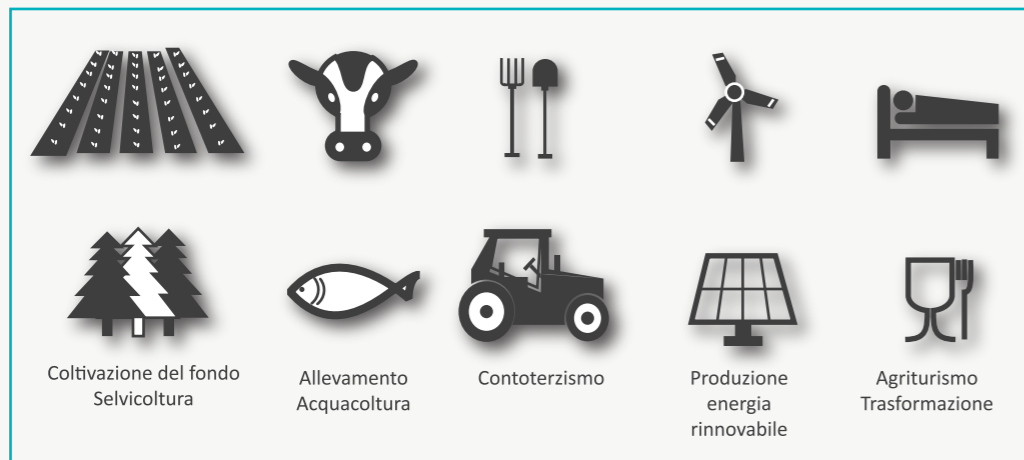 Coltivazione del fondo
Selvicoltura
Allevamento
Acquacoltura
Contoterzismo
Produzione
energia
rinnovabile
Agriturismo
Trasformazione